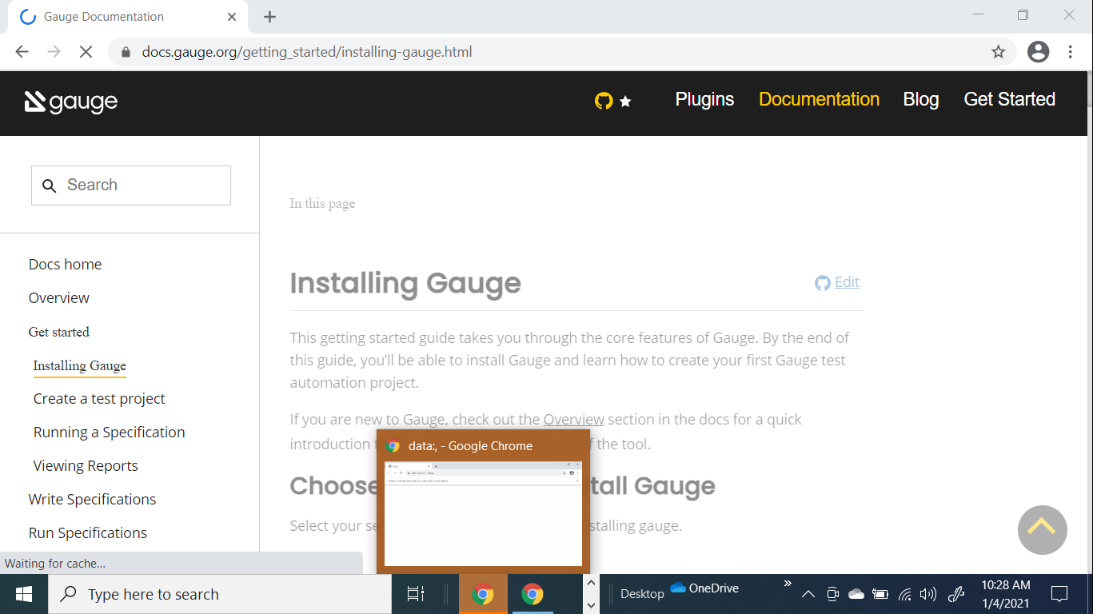 Gauge Documentation
docs.gauge.org/getting_started/installing-gauge.html
gauge
Plugins Documentation Blog Get Started
Search
Docs home
Overview
Get started
Installing Gauge
Create a test project
Running a Specification
Viewing Reports
Write Specifications
Run Specifications
In this page
Installing Gauge
Edit
This getting started guide takes you through the core features of Gauge. By the end
of this guide, you'll be able to install Gauge and learn how to create your first Gauge test
automation project.
If you are new to Gauge, check out the Overview section in the docs for a quick
introduction of the tool.
Choose tall Gauge
Select your stalling gauge.
data:, - Google Chrome
Waiting for cache...
Type here to search
Desktop
OneDrive
10:28 AM
1/4/2021